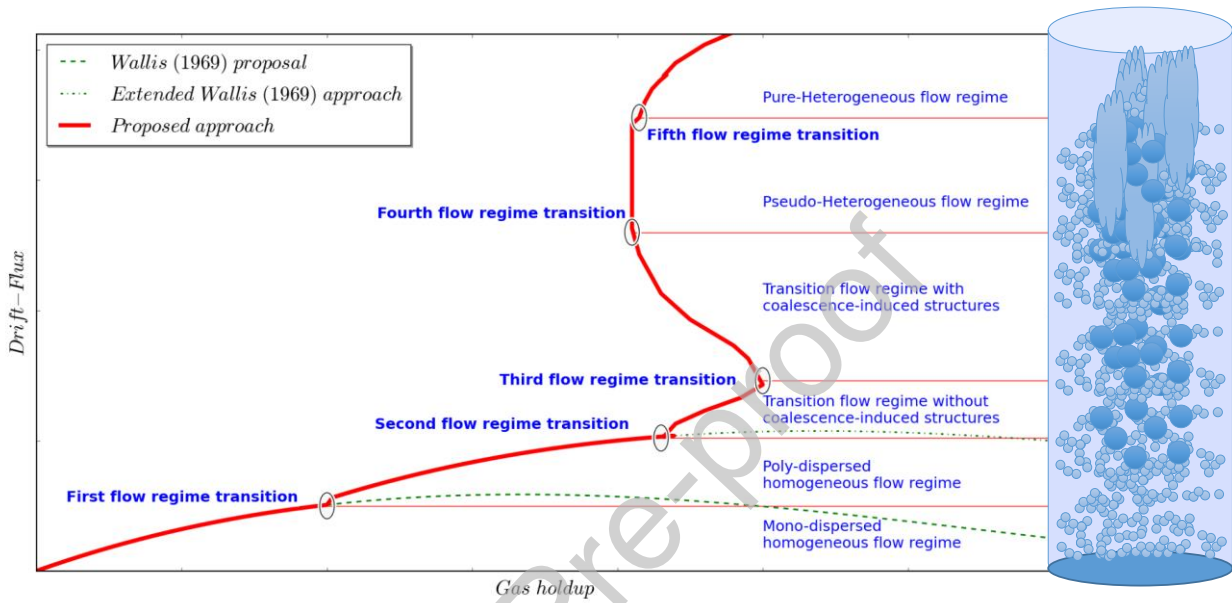 Wallis (1969) proposal
Extended Wallis (1969) approach
Proposed approach
Pure-Heterogeneous flow regime
Fifth flow regime transition
Pseudo-Heterogeneous flow regime
Fourth flow regime transition
Transition flow regime with
coalescence-induced structures
Third flow regime transition
Transition flow regime without
coalescence-induced structures
Second flow regime transition
Poly-dispersed
homogeneous flow regime
First flow regime transition
Mono-dispersed
homogeneous flow regime
Drift−Flux
Gas holdup
Pre-proof